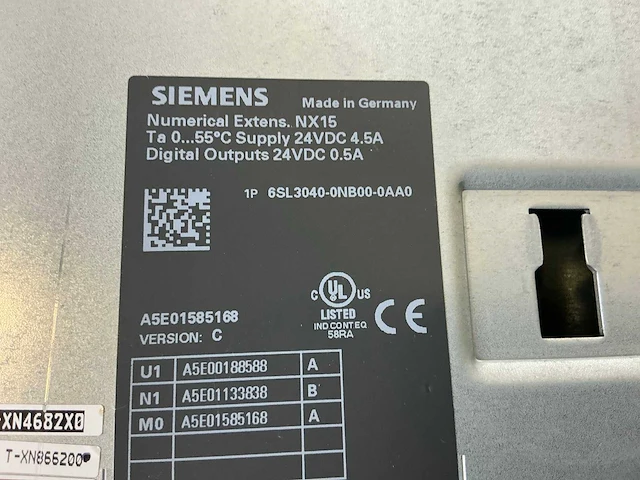 SIEMENS Made in Germany
Numerical Extens. NX15
Ta 0...55°C Supply 24VDC 4.5A
Digital Outputs 24VDC 0.5A
1P 6SL3040-0NB00-0AA0
C UL US
LISTED
IND CONT EQ
58RA
CE
A5E01585168
VERSION: C
U1 A5E00188588 A
N1 A5E01133838 B
M0 A5E01585168 A
-XN4682X0
T-XN866200